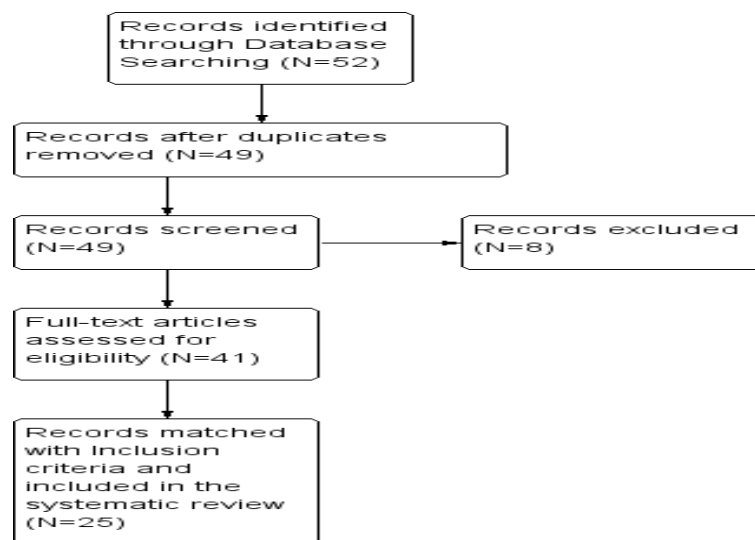 Records identified
through Database
Searching (N=52)
Records after duplicates
removed (N=49)
Records screened
(N=49)
Records excluded
(N=8)
Full-text articles
assessed for
eligibility (N=41)
Records matched
with Inclusion
criteria and
included in the
systematic review
(N=25)